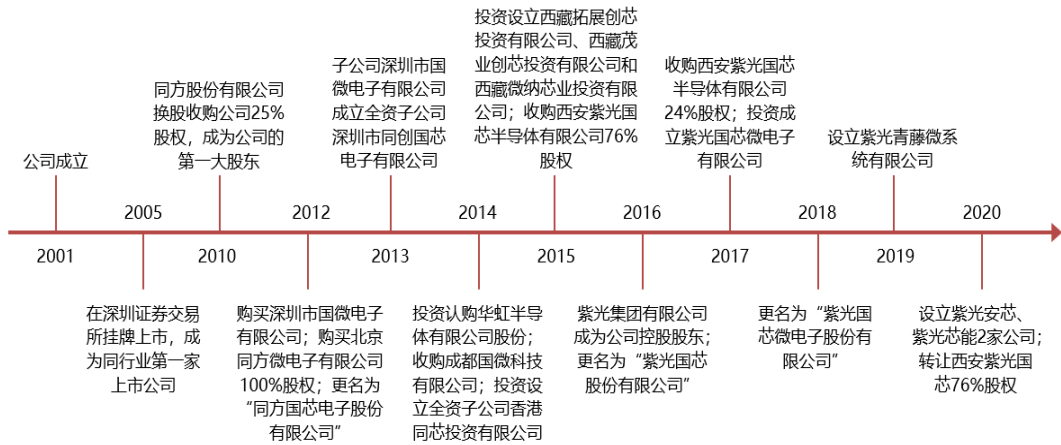 公司成立
同方股份有限公司
换股收购公司25%
股权，成为公司的
第一大股东
子公司深圳市国
微电子有限公司
成立全资子公司
深圳市同创国芯
电子有限公司
投资设立西藏拓展创芯
投资有限公司、西藏茂
业创芯投资有限公司和
西藏微纳芯业投资有限
公司；收购西安紫光国
芯半导体有限公司76%
股权
收购西安紫光国芯
半导体有限公司
24%股权；投资成
立紫光国芯微电子
有限公司
设立紫光青藤微系
统有限公司
2005
2012
2014
2016
2018
2020
2001
2010
2013
2015
2017
2019
在深圳证券交易
所挂牌上市，成
为同行业第一家
上市公司
购买深圳市国微电子
有限公司；购买北京
同方微电子有限公司
100%股权；更名为
“同方国芯电子股份
有限公司”
投资认购华虹半导
体有限公司股份；
收购成都国微科技
有限公司；投资设
立全资子公司香港
同芯投资有限公司
紫光集团有限公司
成为公司控股股东；
更名为“紫光国芯
股份有限公司”
更名为“紫光国
芯微电子股份有
限公司”
设立紫光安芯、
紫光芯能2家公司；
转让西安紫光国
芯76%股权